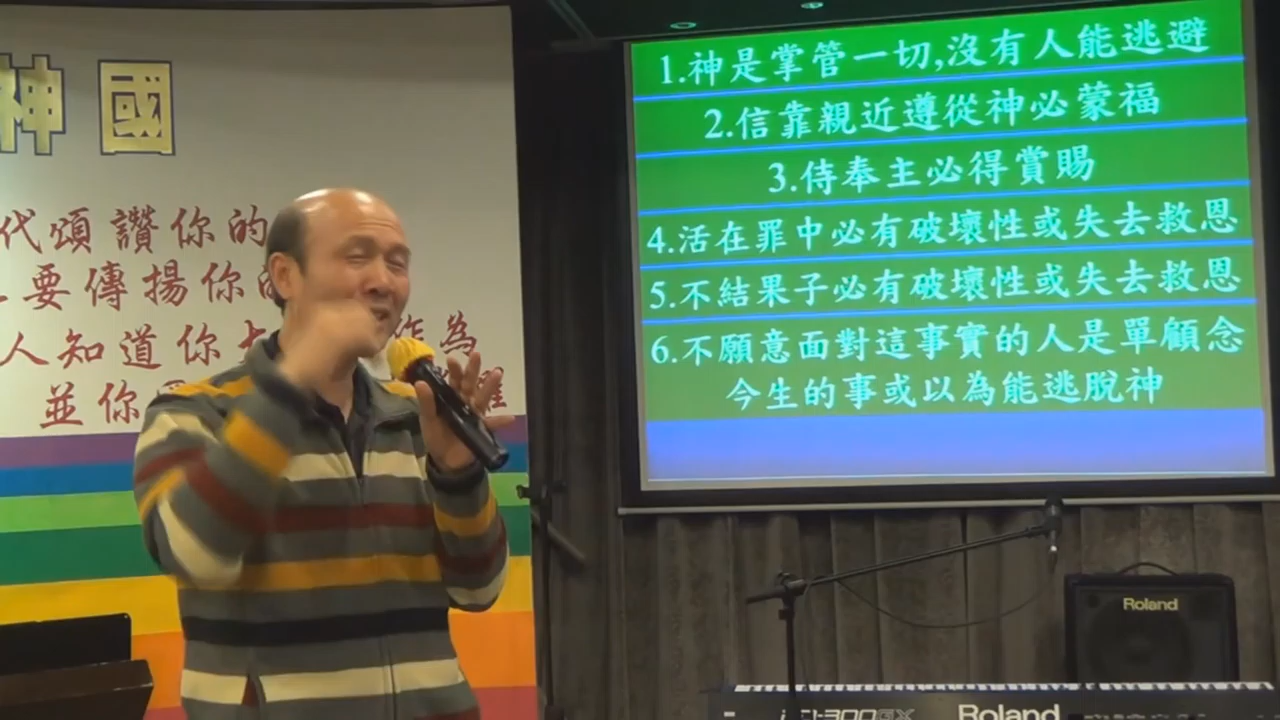 神國
代頌讚你的
要傳揚你的
人知道你 作為
並你
1.神是掌管一切,沒有人能逃避
2.信靠親近遵從神必蒙福
3.侍奉主必得賞賜
4.活在罪中必有破壞性或失去救恩
5.不結果子必有破壞性或失去救恩
6.不願意面對這事實的人是單顧念
今生的事或以為能逃脫神
Roland
Roland